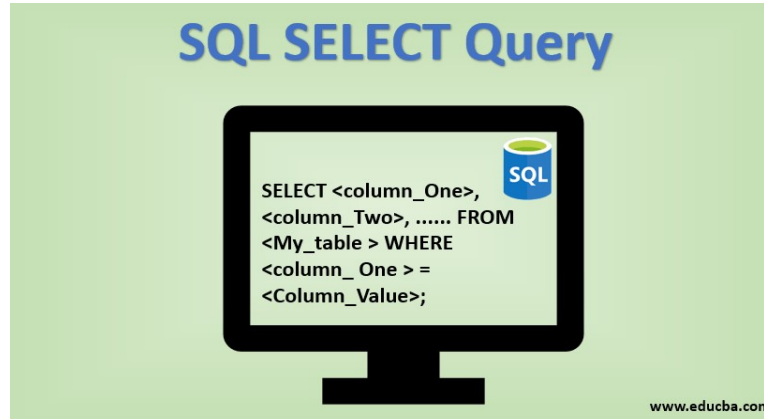 SQL SELECT Query
SQL
SELECT <column_One>,
<column_Two>, ...... FROM
<My_table > WHERE
<column_ One > =
<Column_Value>;
www.educba.com